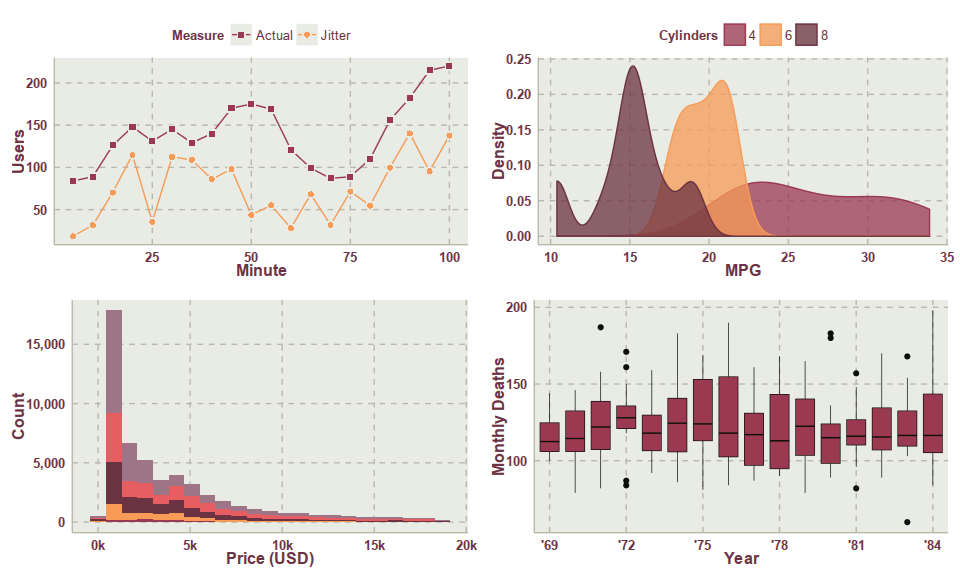 Measure Actual Jitter
Users
200
150
100
50
25 50 75 100
Minute
Cylinders 4 6 8
Density
0.25
0.20
0.15
0.10
0.05
0.00
10 15 20 25 30 35
MPG
Count
15,000
10,000
5,000
0
0k 5k 10k 15k 20k
Price (USD)
Monthly Deaths
200
150
100
'69 '72 '75 '78 '81 '84
Year